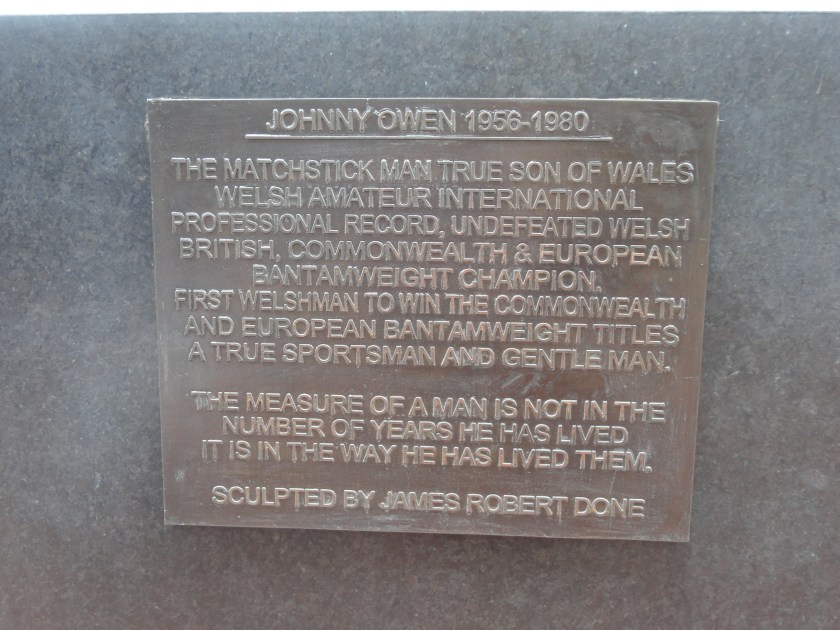 JOHNNY OWEN 1956-1980
THE MATCHSTICK MAN TRUE SON OF WALES
WELSH AMATEUR INTERNATIONAL
PROFESSIONAL RECORD, UNDEFEATED WELSH
BRITISH, COMMONWEALTH & EUROPEAN
BANTAMWEIGHT CHAMPION.
FIRST WELSHMAN TO WIN THE COMMONWEALTH
AND EUROPEAN BANTAMWEIGHT TITLES
A TRUE SPORTSMAN AND GENTLE MAN.
THE MEASURE OF A MAN IS NOT IN THE
NUMBER OF YEARS HE HAS LIVED
IT IS IN THE WAY HE HAS LIVED THEM.
SCULPTED BY JAMES ROBERT DONE